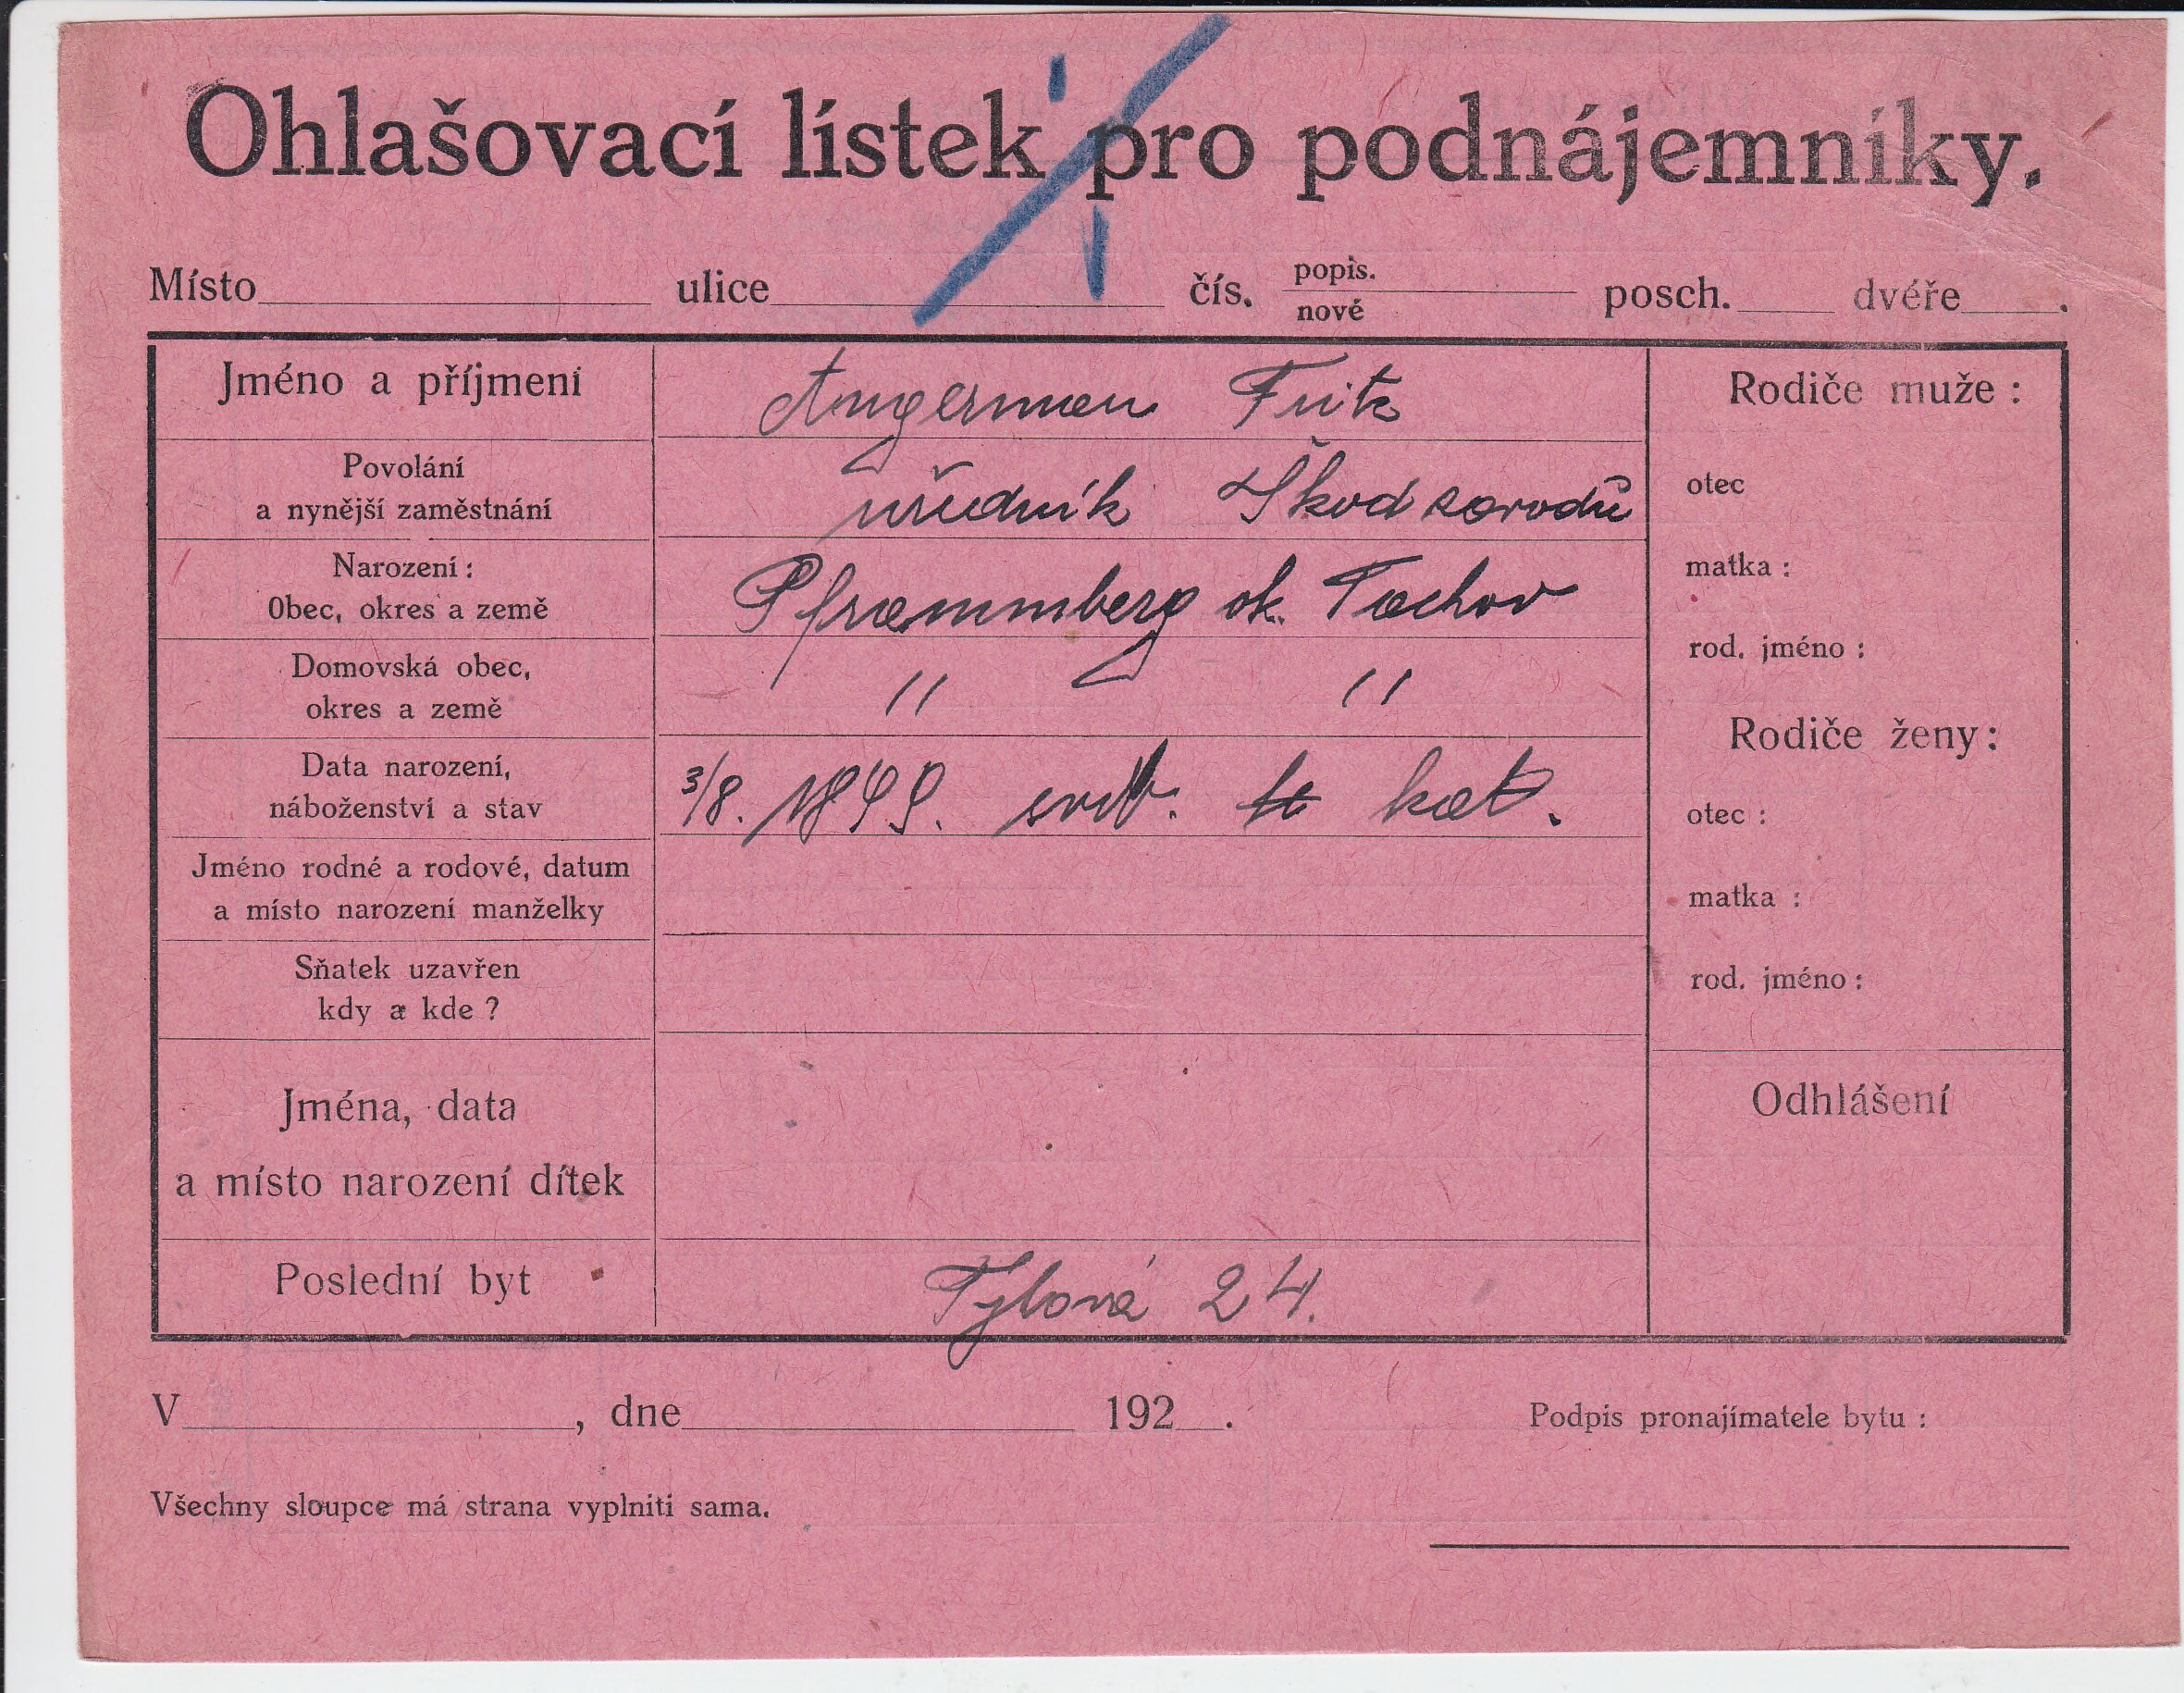 Ohlašovací lístek pro podnájemníky.
Místo ulice čís. popis. nové posch. dvéře .
Jméno a příjmení Angerman Fritz Rodiče muže :
Povolání
a nynější zaměstnání úředník Škod závodů otec
Narození :
Obec, okres a země Pfraemmberg ok. Tachov matka :
Domovská obec,
okres a země " " rod. jméno :
Rodiče ženy :
Data narození,
náboženství a stav 3/8. 1899. svob. kat. otec :
Jméno rodné a rodové, datum
a místo narození manželky matka :
Sňatek uzavřen
kdy a kde ? rod. jméno :
Jména, data Odhlášení
a místo narození dítek
Poslední byt Tylová 24.
V , dne 192 . Podpis pronajímatele bytu :
Všechny sloupce má strana vyplniti sama.